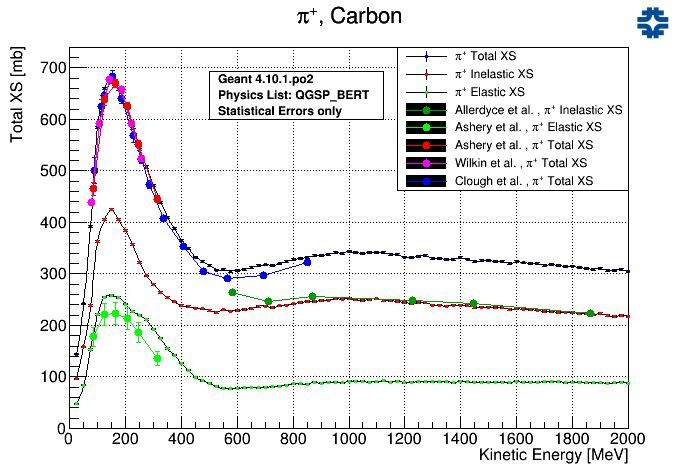 π+, Carbon
Total XS [mb]
700
600
500
400
300
200
100
0
Geant 4.10.1.po2
Physics List: QGSP_BERT
Statistical Errors only
π+ Total XS
π+ Inelastic XS
π+ Elastic XS
Allerdyce et al. , π+ Inelastic XS
Ashery et al. , π+ Elastic XS
Ashery et al. , π+ Total XS
Wilkin et al. , π+ Total XS
Clough et al. , π+ Total XS
0 200 400 600 800 1000 1200 1400 1600 1800 2000
Kinetic Energy [MeV]